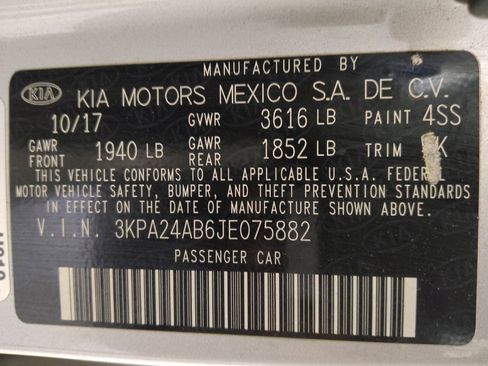 MANUFACTURED BY
KIA KIA MOTORS MEXICO S.A. DE C.V.
10/17 GVWR 3616 LB PAINT 4SS
GAWR FRONT 1940 LB GAWR REAR 1852 LB TRIM K
THIS VEHICLE CONFORMS TO ALL APPLICABLE U.S.A. FEDERAL
MOTOR VEHICLE SAFETY, BUMPER, AND THEFT PREVENTION STANDARDS
IN EFFECT ON THE DATE OF MANUFACTURE SHOWN ABOVE.
V.I.N. 3KPA24AB6JE075882
PASSENGER CAR